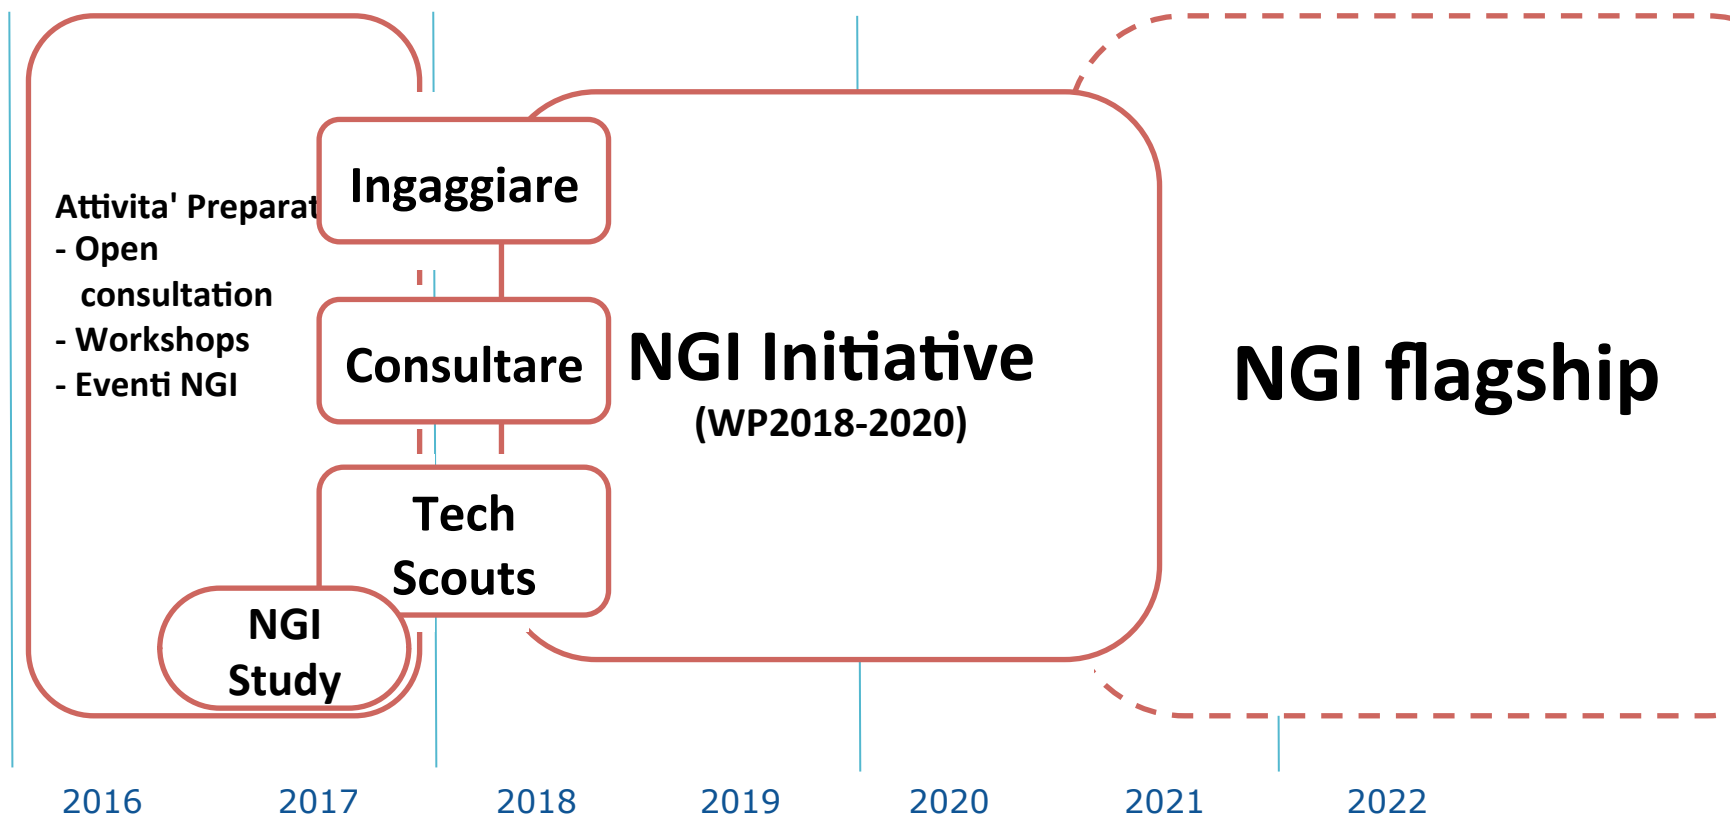 Attivita' Preparat
- Open
consultation
- Workshops
- Eventi NGI
Ingaggiare
Consultare
Tech
Scouts
NGI
Study
NGI Initiative
(WP2018-2020)
NGI flagship
2016 2017 2018 2019 2020 2021 2022